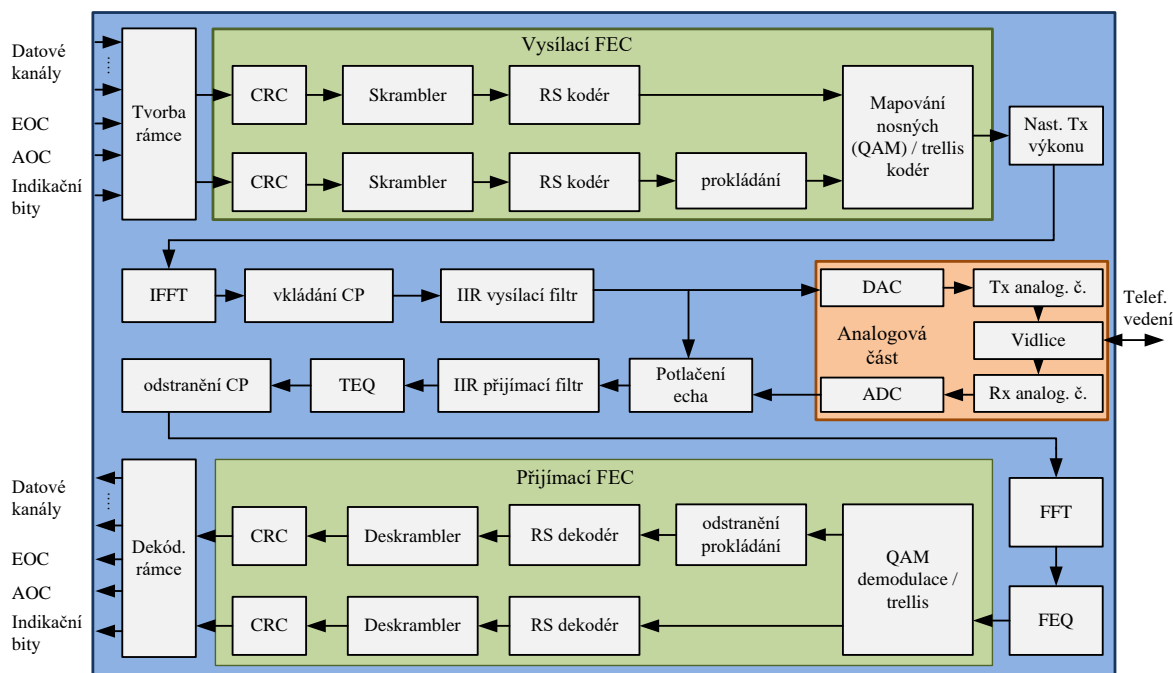 Datové
kanály
EOC
AOC
Indikační
bity
Tvorba
rámce
Vysílací FEC
CRC
Skrambler
RS kodér
CRC
Skrambler
RS kodér
prokládání
Mapování
nosných
(QAM) / trellis
kodér
Nast. Tx
výkonu
IFFT
vkládání CP
IIR vysílací filtr
DAC
Tx analog. č.
Analogová
část
Vidlice
Telef.
vedení
odstranění CP
TEQ
IIR přijímací filtr
Potlačení
echa
ADC
Rx analog. č.
Datové
kanály
EOC
AOC
Indikační
bity
Dekód.
rámce
Přijímací FEC
CRC
Deskrambler
RS dekodér
odstranění
prokládání
CRC
Deskrambler
RS dekodér
QAM
demodulace /
trellis
FFT
FEQ